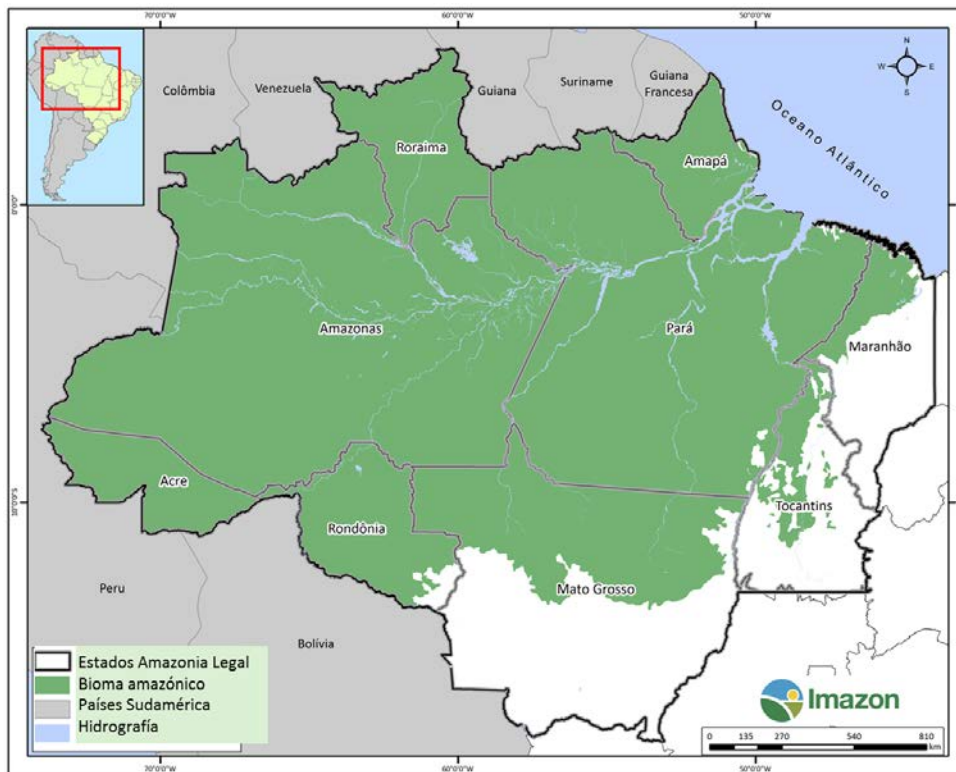 70°0'0"
60°0'0"
50°0'0"
N
W E
S
Colômbia
Venezuela
Guiana
Suriname
Guiana
Francesa
Oceano Atlântico
Roraima
Amapá
0°0'0"
Amazonas
Pará
Maranhão
Acre
10°0'0"S
Rondônia
Tocantins
Mato Grosso
Peru
Bolívia
Estados Amazonia Legal
Bioma amazónico
Países Sudamérica
Hidrografía
Imazon
0 135 270 540 810
km
70°0'0"
60°0'0"
50°0'0"